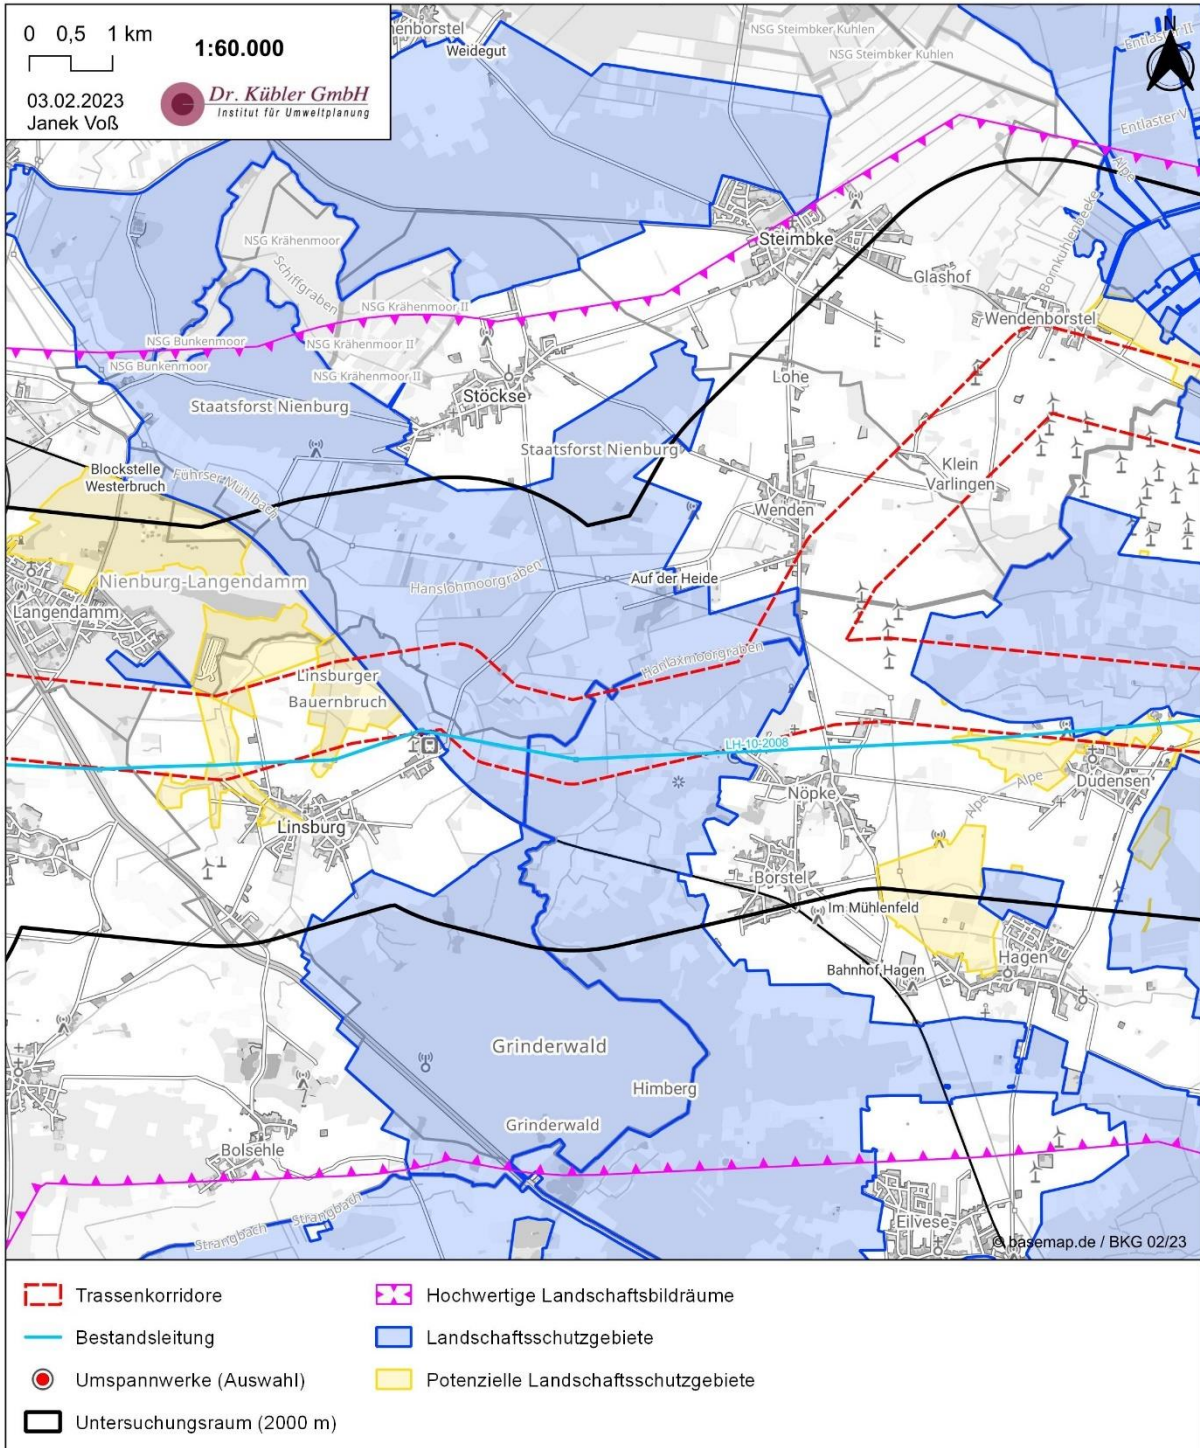 0 0,5 1 km
1:60.000
03.02.2023
Janek Voß
Dr. Kübler GmbH
Institut für Umweltplanung
N
Weidegut
NSG Steimbker Kuhlen
NSG Steimbker Kuhlen
Entlaster II
Entlaster V
Alpe
Bornkuhlenbeeke
NSG Krähenmoor
Schiffgraben
Steimbke
Glashof
Wendenborstel
NSG Krähenmoor II
NSG Bunkenmoor
NSG Krähenmoor II
NSG Bunkenmoor
NSG Krähenmoor II
Stöckse
Lohe
Staatsforst Nienburg
Staatsforst Nienburg
Blockstelle
Westerbruch
Führser Mühlbach
Klein
Varlingen
Wenden
Nienburg-Langendamm
Hanslohmoorgraben
Auf der Heide
Langendamm
Hanlaxmoorgraben
Linsburger
Bauernbruch
LH-10-2008
Nöpke
Alpe
Alpe
Dudensen
Linsburg
Borstel
Im Mühlenfeld
Bahnhof Hagen
Hagen
Grinderwald
Himberg
Grinderwald
Bolsehle
Strangbach
Strangbach
Eilvese
© basemap.de / BKG 02/23
Trassenkorridore
Hochwertige Landschaftsbildräume
Bestandsleitung
Landschaftsschutzgebiete
Umspannwerke (Auswahl)
Potenzielle Landschaftsschutzgebiete
Untersuchungsraum (2000 m)